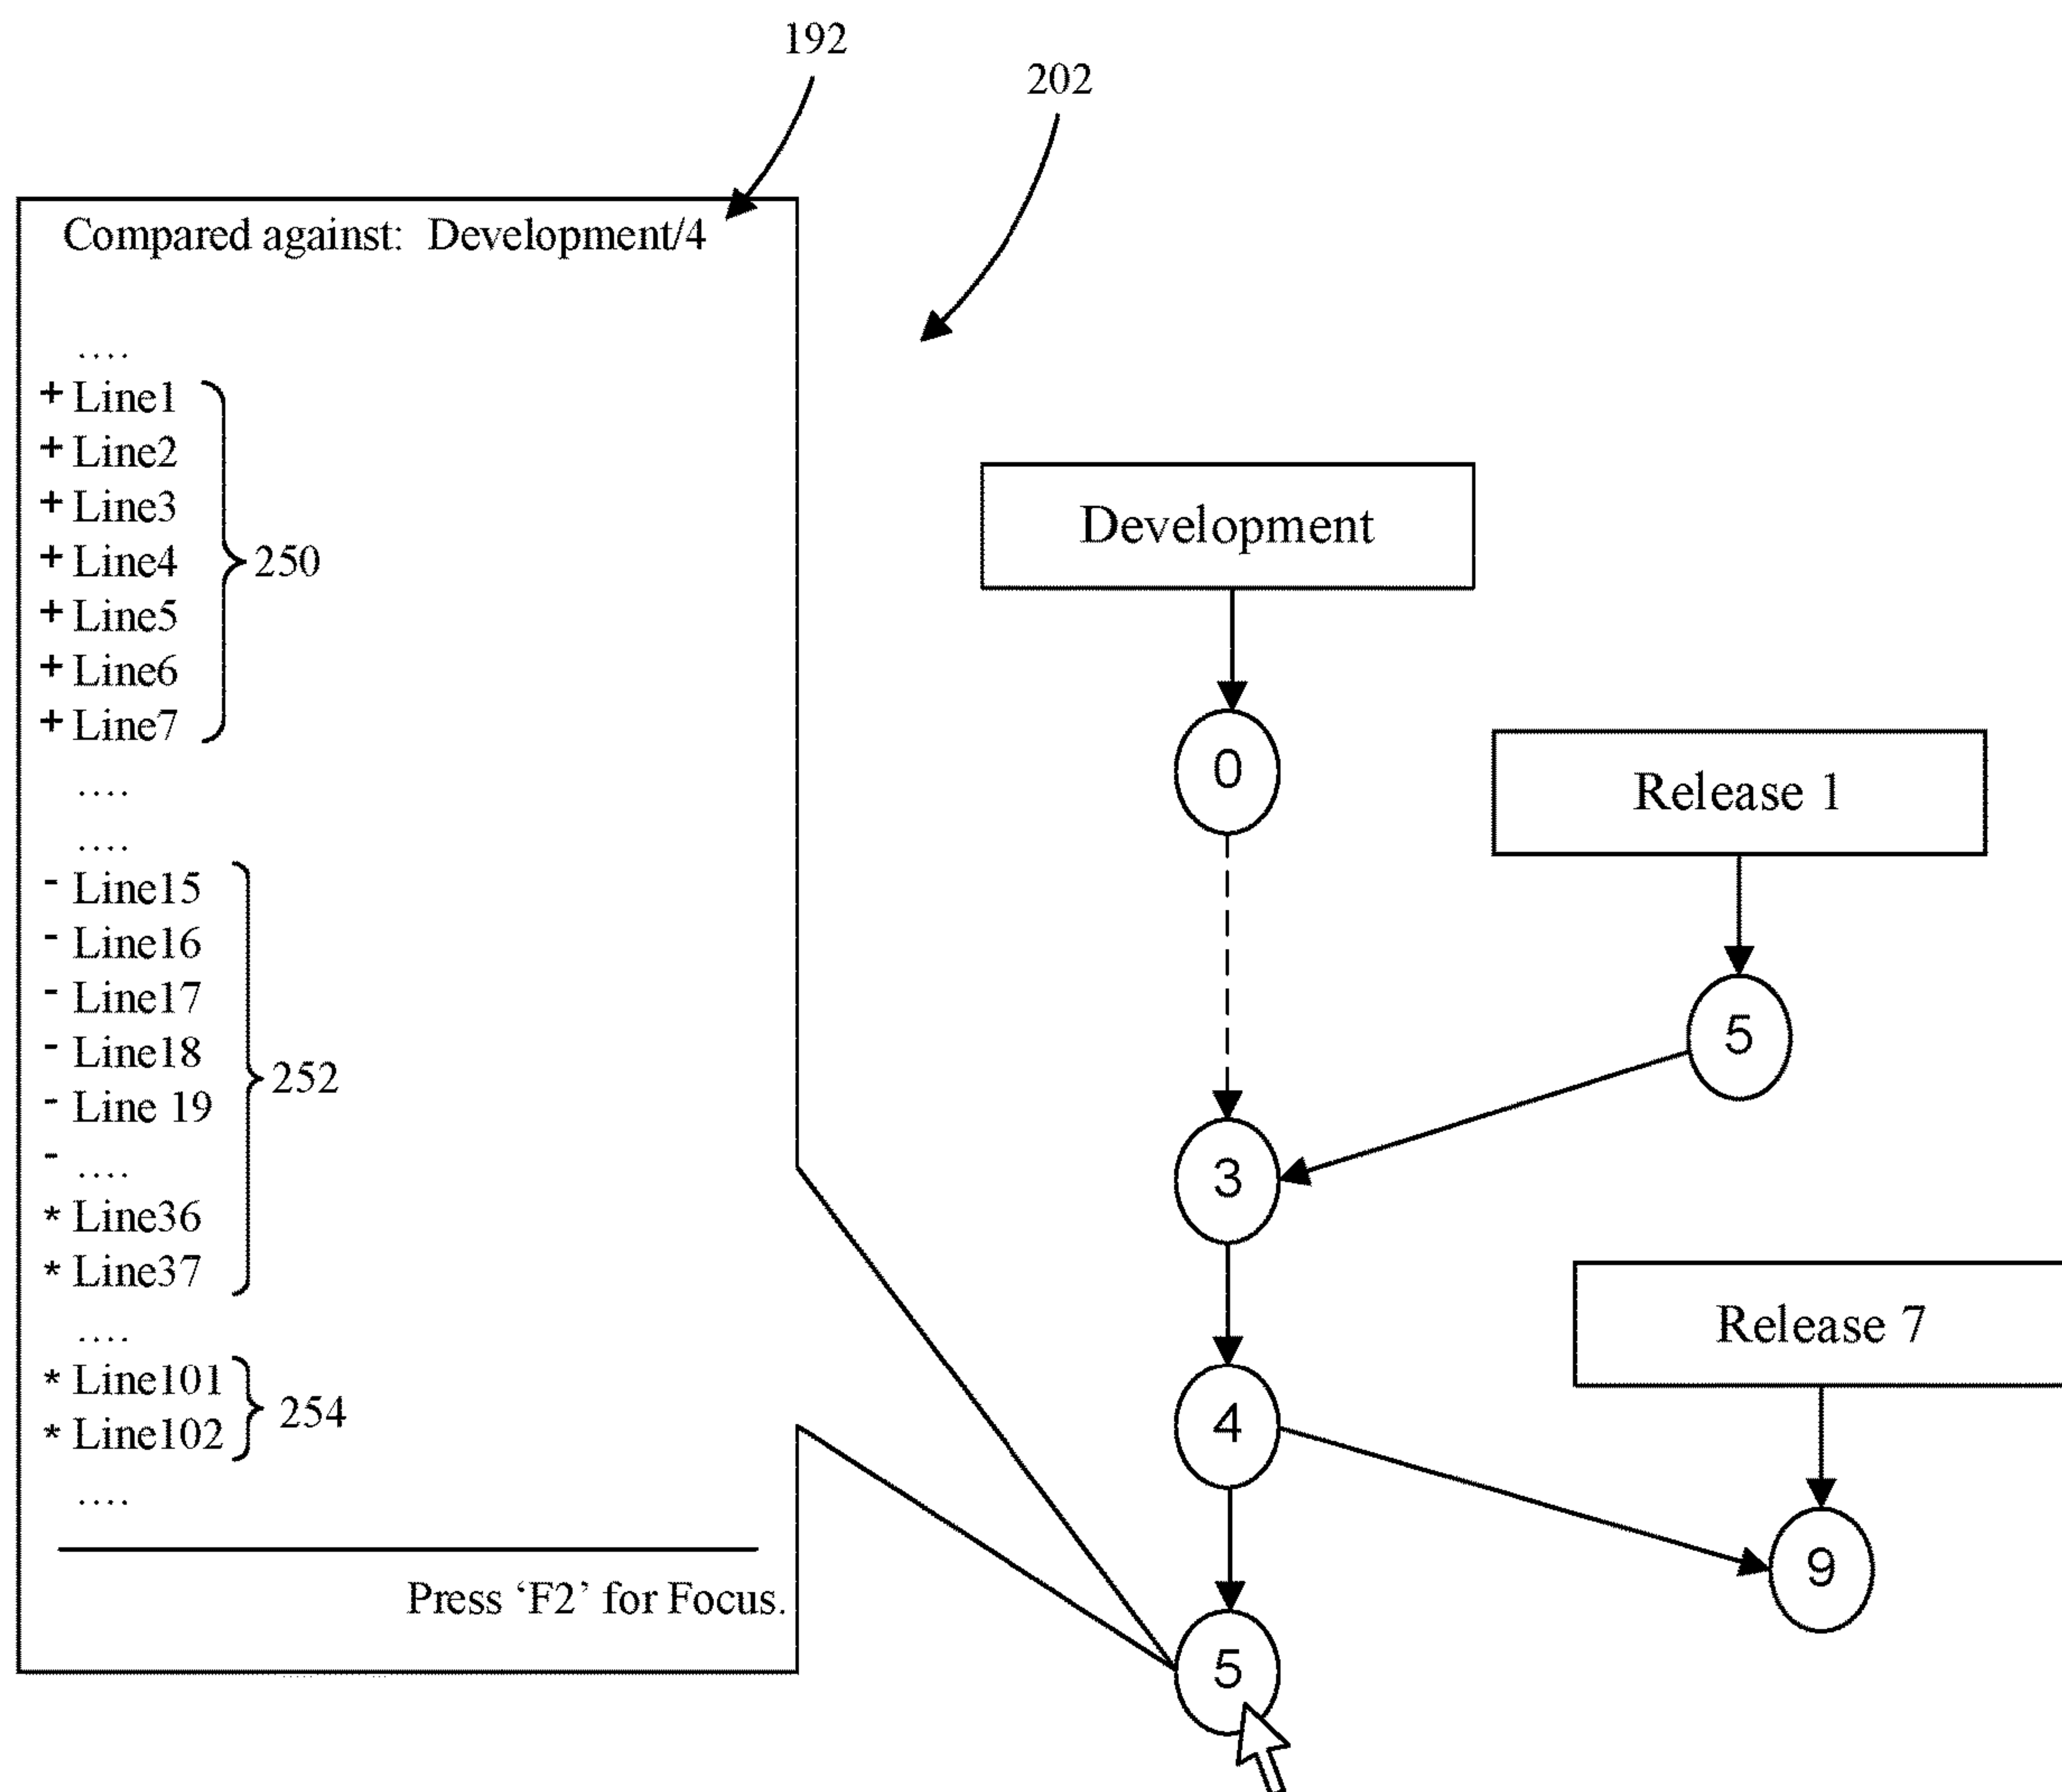 192
202
Compared against: Development/4
....
+ Line1
+ Line2
+ Line3
+ Line4
250
+ Line5
+ Line6
+ Line7
....
....
- Line15
- Line16
- Line17
- Line18
252
- Line 19
- ....
* Line36
* Line37
....
* Line101
254
* Line102
....
Press ‘F2’ for Focus.
Development
0
Release 1
5
3
Release 7
4
9
5